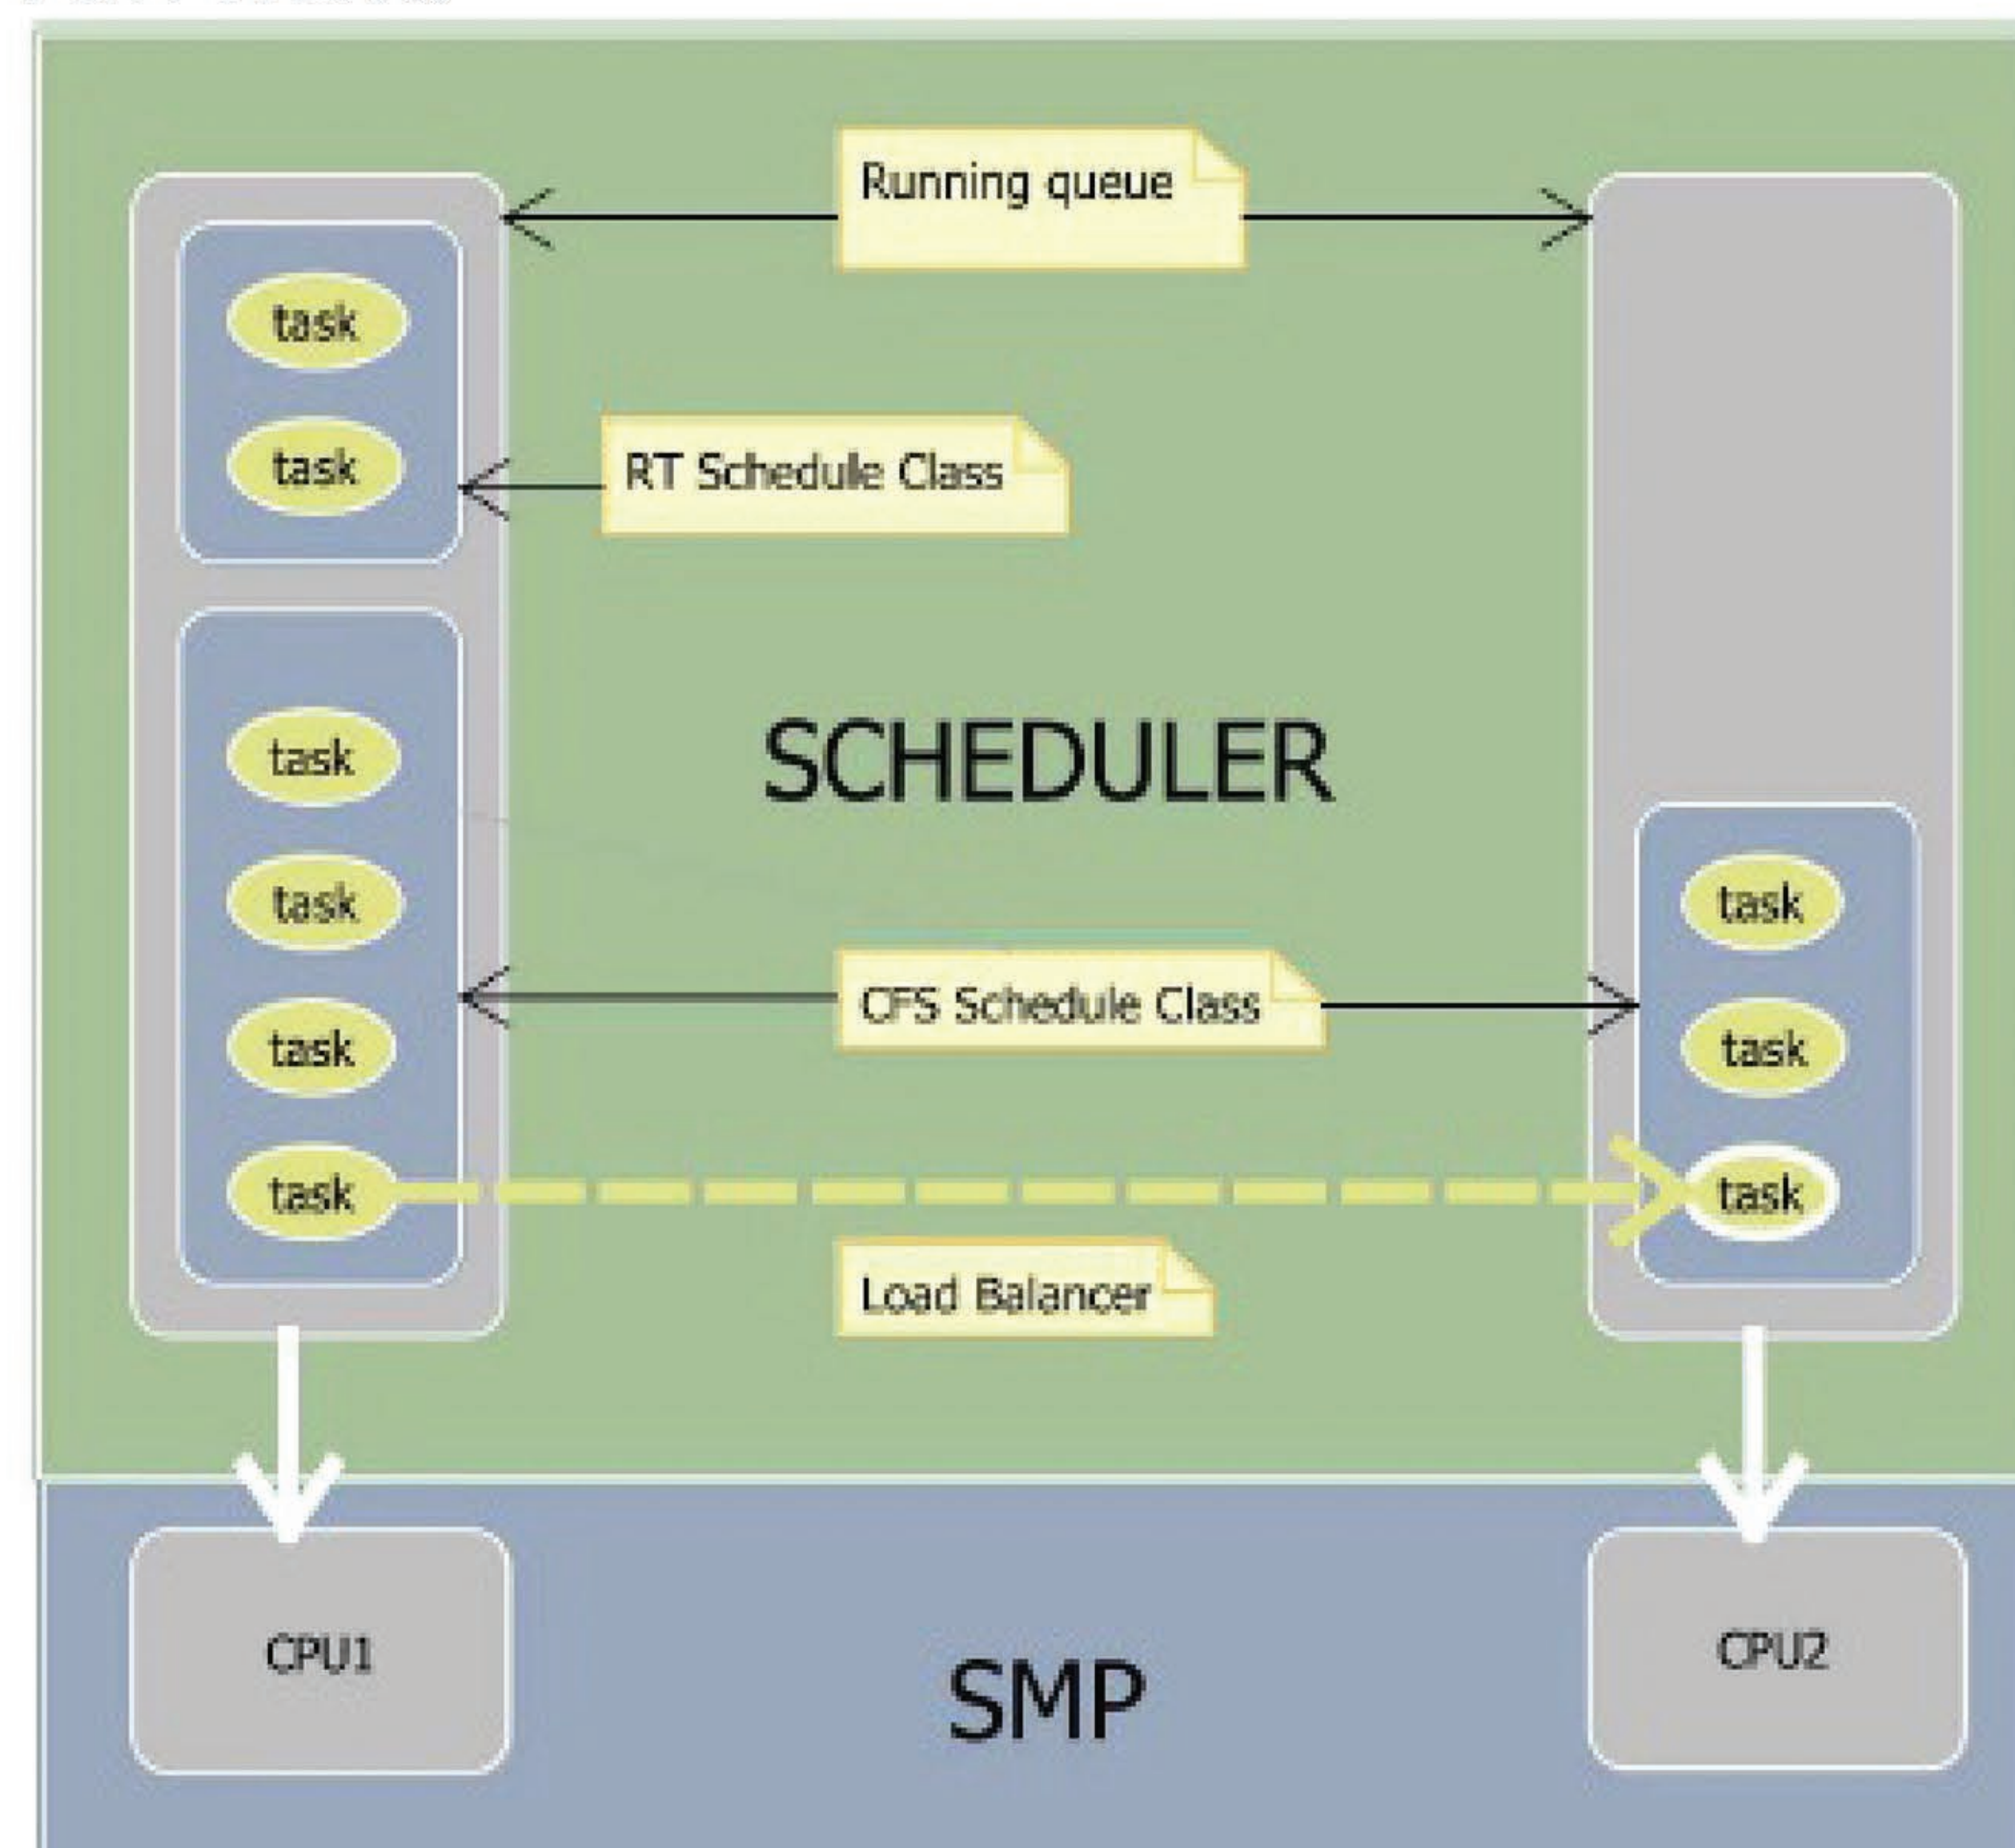 Running queue
task
task
RT Schedule Class
task
SCHEDULER
task
task
CFS Schedule Class
task
task
task
task
Load Balancer
CPU1
CPU2
SMP